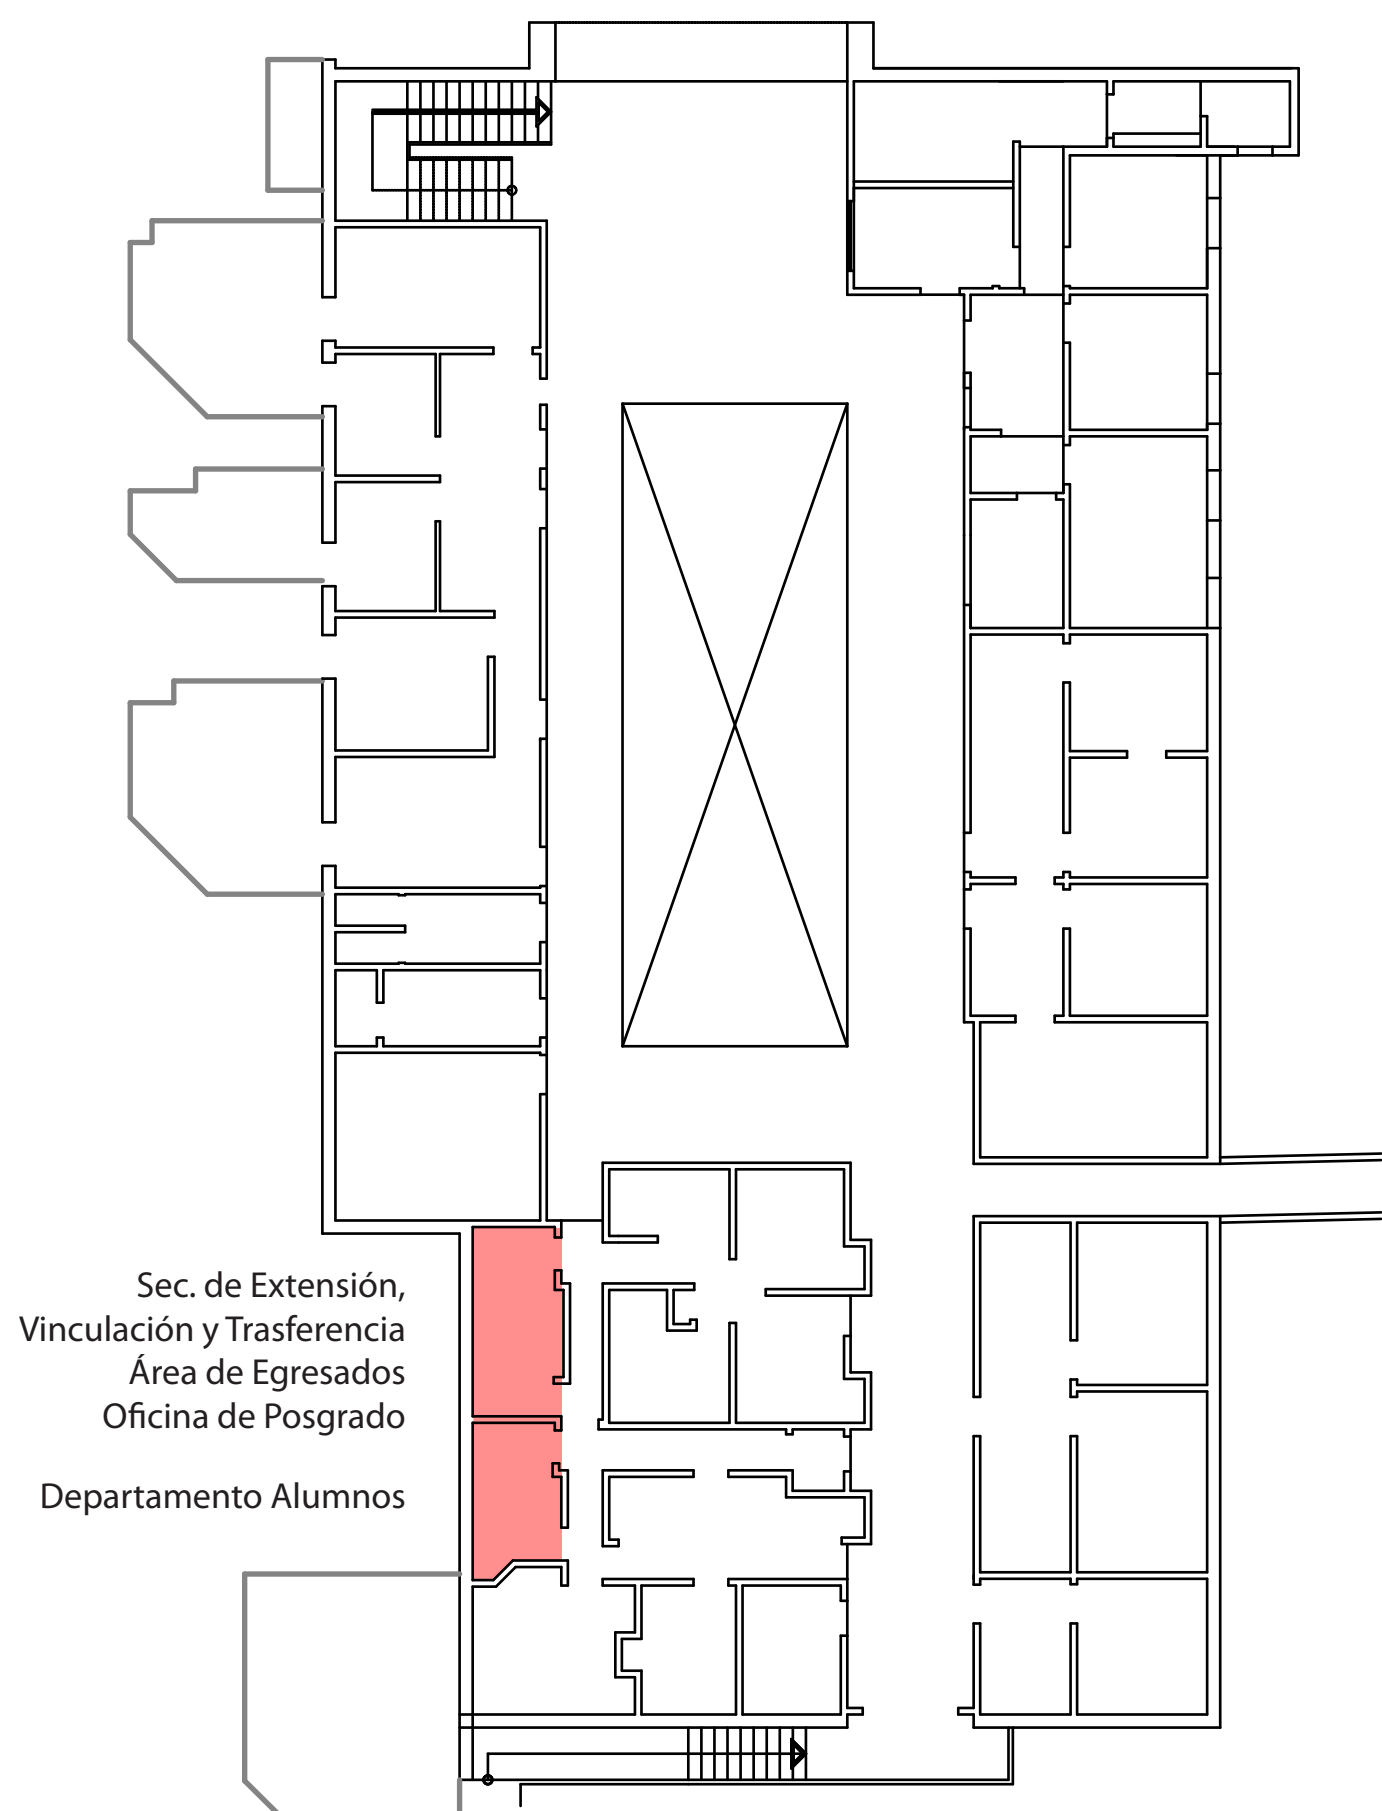 Sec. de Extensión,
Vinculación y Trasferencia
Área de Egresados
Oficina de Posgrado
Departamento Alumnos